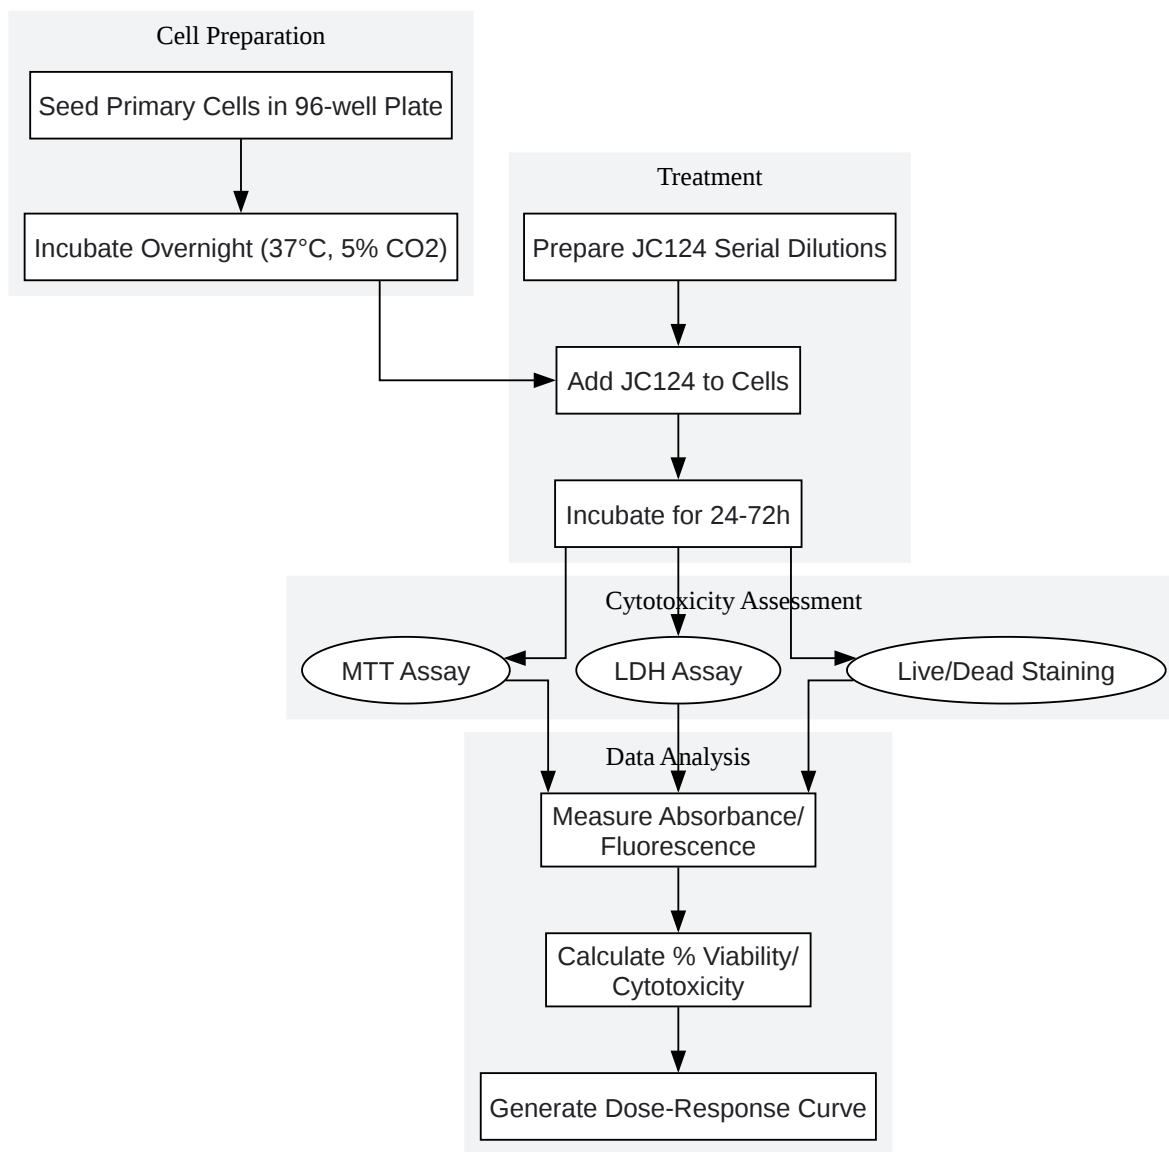 Cell Preparation
Seed Primary Cells in 96-well Plate
Incubate Overnight (37°C, 5% CO2)
Treatment
Prepare JC124 Serial Dilutions
Add JC124 to Cells
Incubate for 24-72h
Cytotoxicity Assessment
MTT Assay
LDH Assay
Live/Dead Staining
Data Analysis
Measure Absorbance/
Fluorescence
Calculate % Viability/
Cytotoxicity
Generate Dose-Response Curve